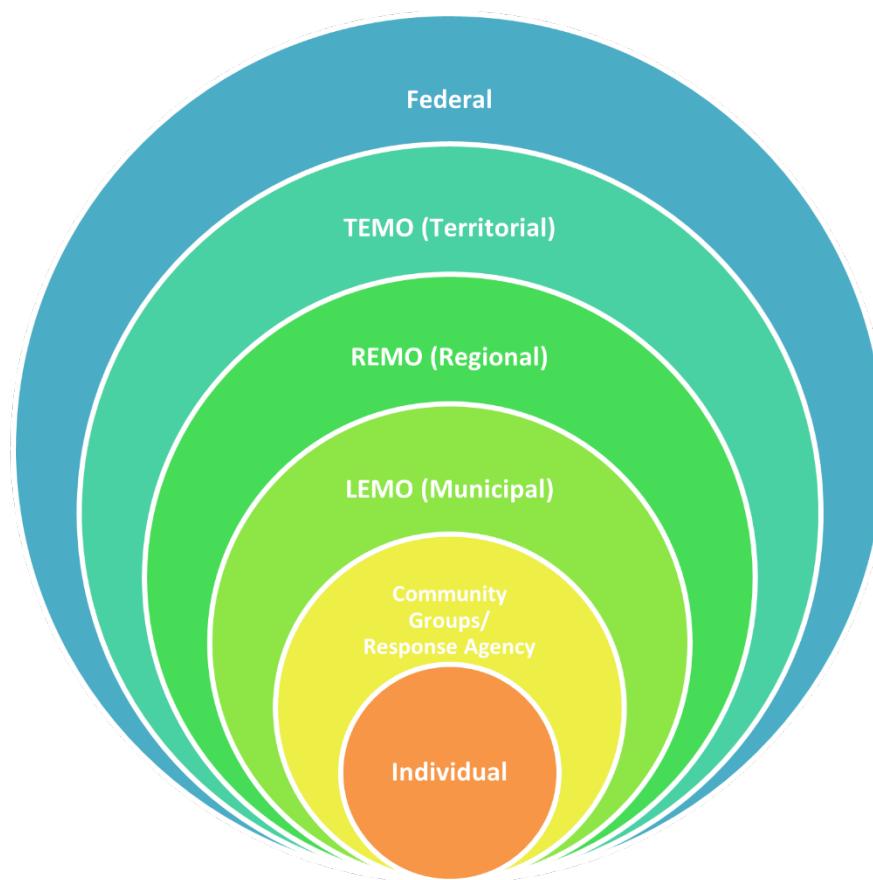 Federal
TEMO (Territorial)
REMO (Regional)
LEMO (Municipal)
Community
Groups/
Response Agency
Individual